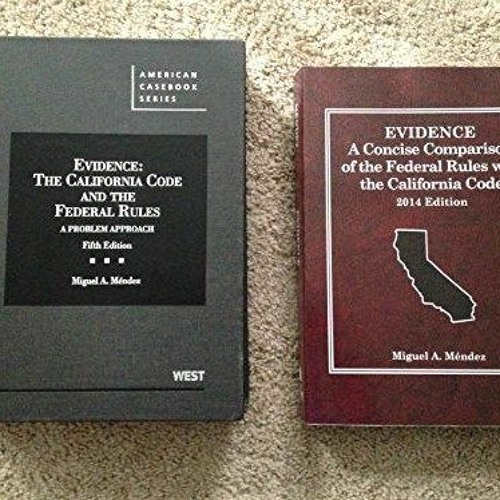 AMERICAN
CASEBOOK
SERIES
EVIDENCE:
THE CALIFORNIA CODE
AND THE
FEDERAL RULES
A PROBLEM APPROACH
Fifth Edition
Miguel A. Méndez
WEST
EVIDENCE
A Concise Compariso
of the Federal Rules w
the California Code
2014 Edition
Miguel A. Méndez